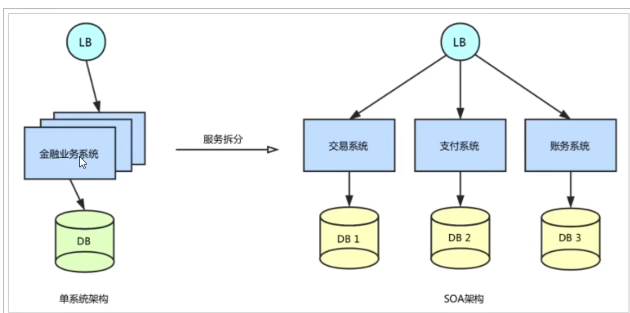 LB
金融业务系统
DB
单系统架构
服务拆分
LB
交易系统
支付系统
账务系统
DB 1
DB 2
DB 3
SOA架构